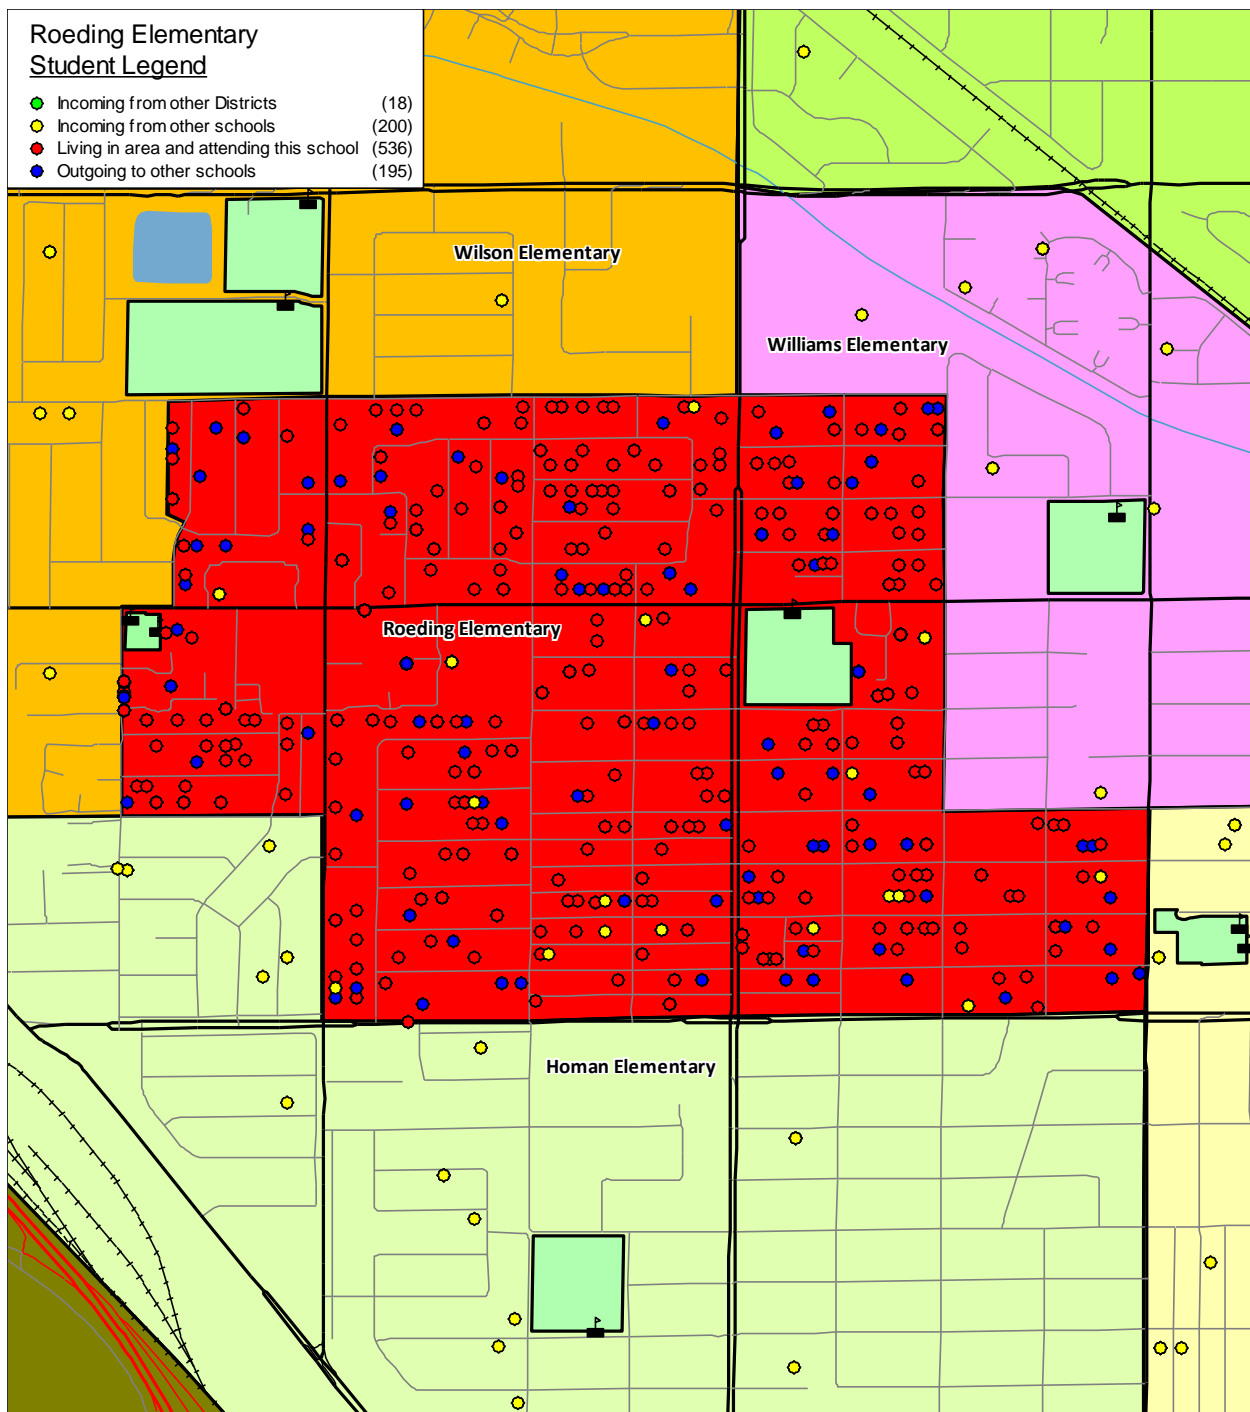 Roeding Elementary
Student Legend
Incoming from other Districts (18)
Incoming from other schools (200)
Living in area and attending this school (536)
Outgoing to other schools (195)
Wilson Elementary
Williams Elementary
Roeding Elementary
Homan Elementary